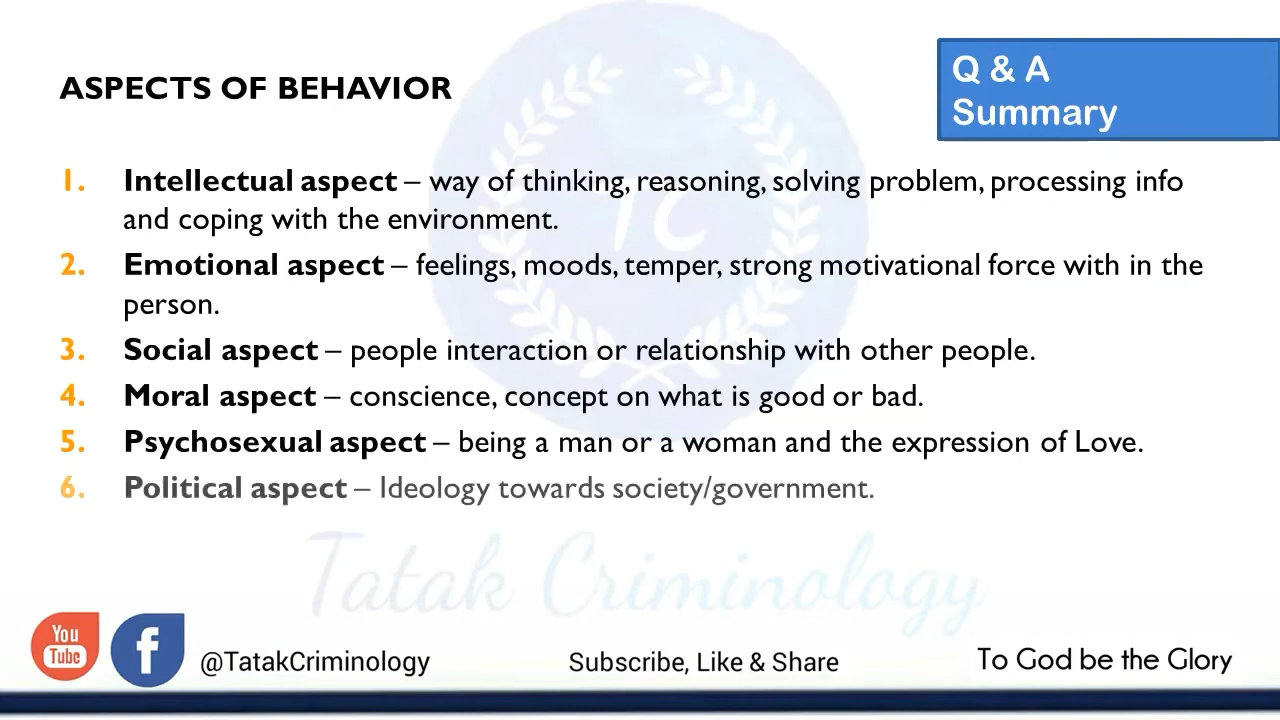 Q & A
Summary
ASPECTS OF BEHAVIOR
1. Intellectual aspect – way of thinking, reasoning, solving problem, processing info
and coping with the environment.
2. Emotional aspect – feelings, moods, temper, strong motivational force with in the
person.
3. Social aspect – people interaction or relationship with other people.
4. Moral aspect – conscience, concept on what is good or bad.
5. Psychosexual aspect – being a man or a woman and the expression of Love.
6. Political aspect – Ideology towards society/government.
TC
Tatak Criminology
You
Tube
f
@TatakCriminology
Subscribe, Like & Share
To God be the Glory